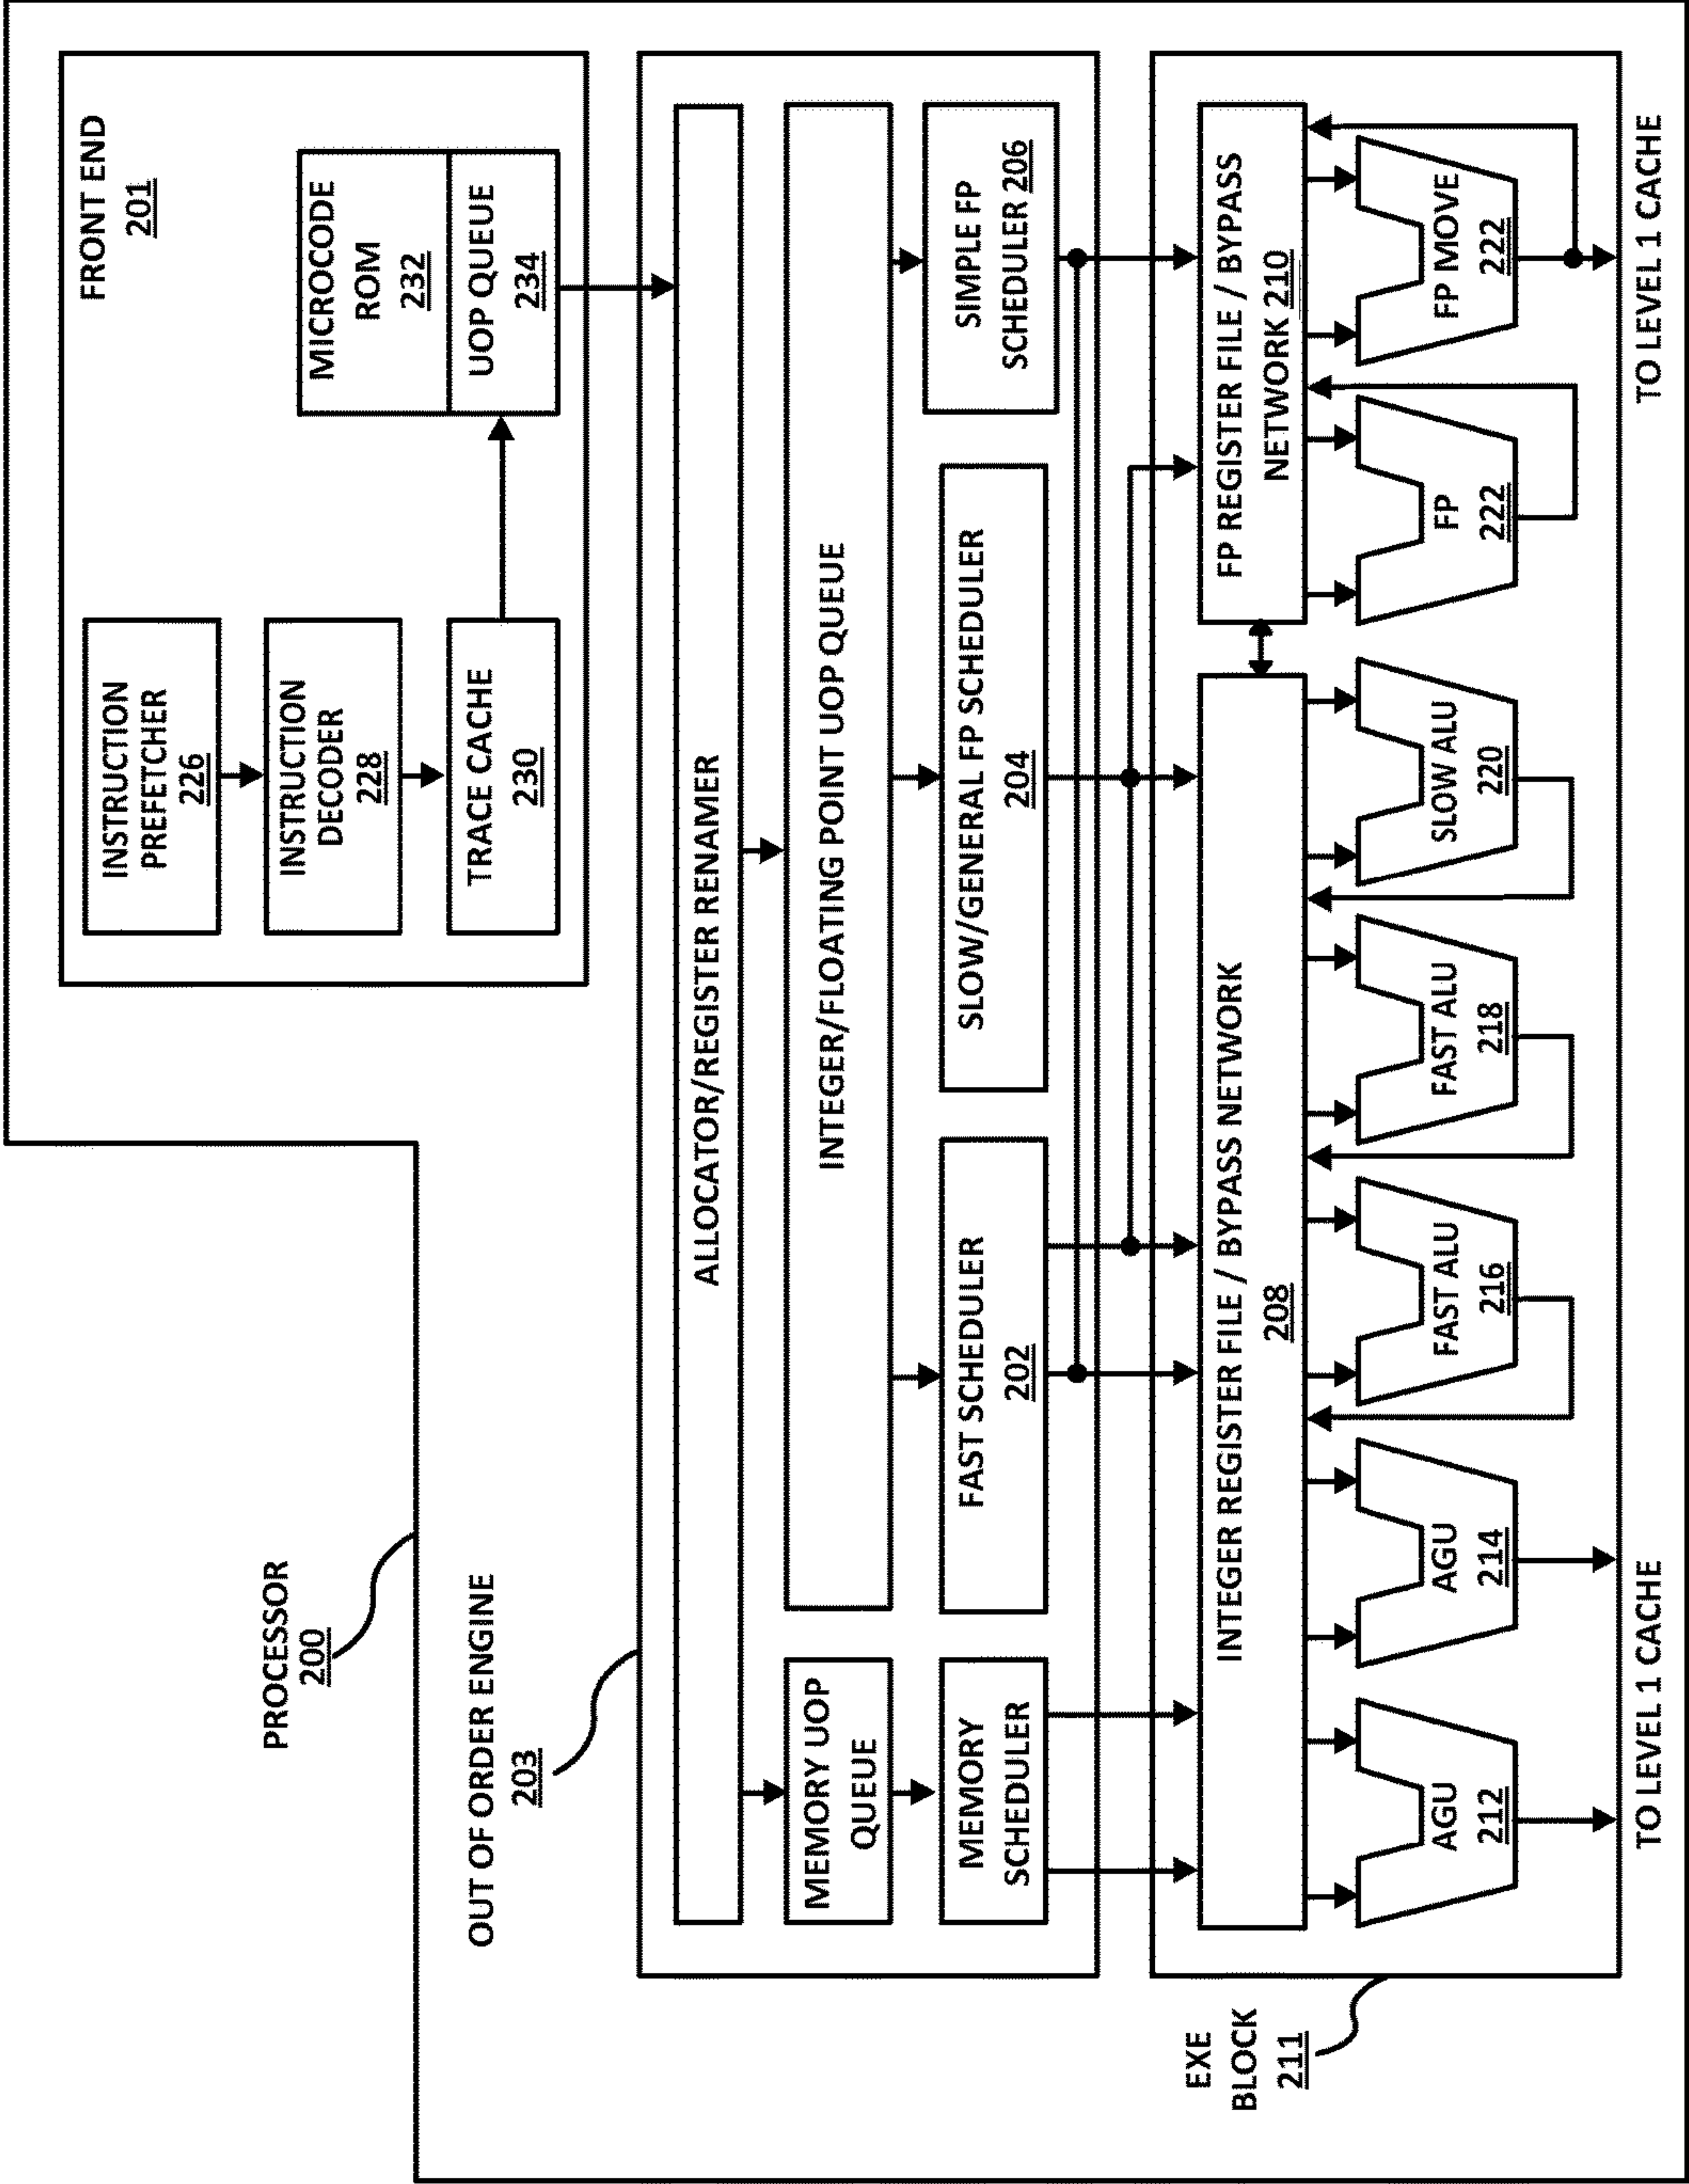 PROCESSOR
200
FRONT END
201
INSTRUCTION
PREFETCHER
226
INSTRUCTION
DECODER
228
TRACE CACHE
230
MICROCODE
ROM
232
UOP QUEUE
234
OUT OF ORDER ENGINE
203
ALLOCATOR/REGISTER RENAMER
MEMORY UOP
QUEUE
INTEGER/FLOATING POINT UOP QUEUE
MEMORY
SCHEDULER
FAST SCHEDULER
202
SLOW/GENERAL FP SCHEDULER
204
SIMPLE FP
SCHEDULER 206
EXE
BLOCK
211
INTEGER REGISTER FILE / BYPASS NETWORK
208
FP REGISTER FILE / BYPASS
NETWORK 210
AGU
212
AGU
214
FAST ALU
216
FAST ALU
218
SLOW ALU
220
FP
222
FP MOVE
222
TO LEVEL 1 CACHE
TO LEVEL 1 CACHE